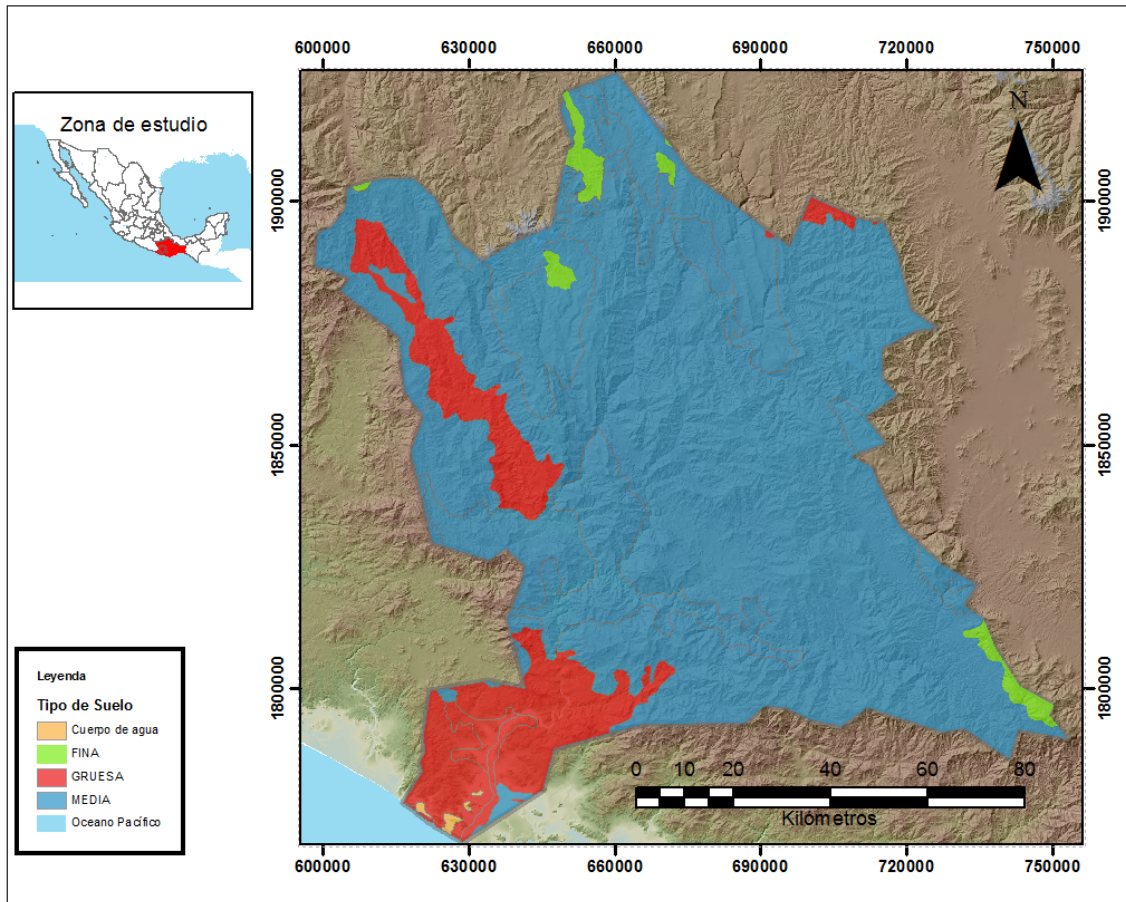 Zona de estudio
600000 630000 660000 690000 720000 750000
N
1900000 1900000
1850000 1850000
1800000 1800000
Leyenda
Tipo de Suelo
Cuerpo de agua
FINA
GRUESA
MEDIA
Oceano Pacífico
0 10 20 40 60 80
Kilómetros
600000 630000 660000 690000 720000 750000